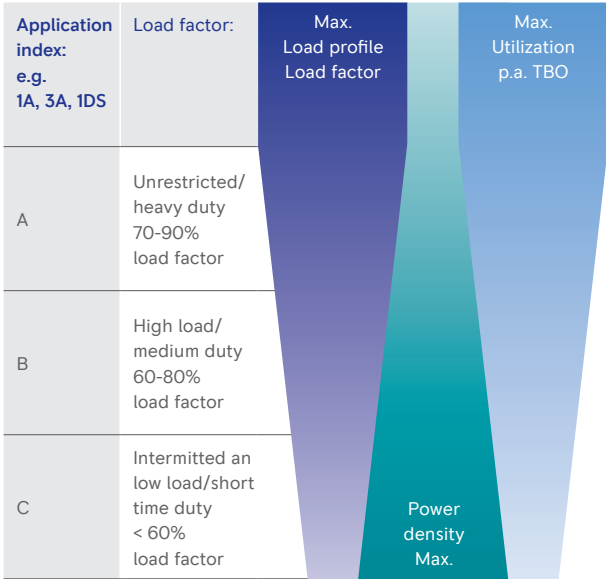 Application
index:
e.g.
1A, 3A, 1DS
Load factor:
Max.
Load profile
Load factor
Max.
Utilization
p.a. TBO
A
Unrestricted/
heavy duty
70-90%
load factor
B
High load/
medium duty
60-80%
load factor
C
Intermitted an
low load/short
time duty
< 60%
load factor
Power
density
Max.